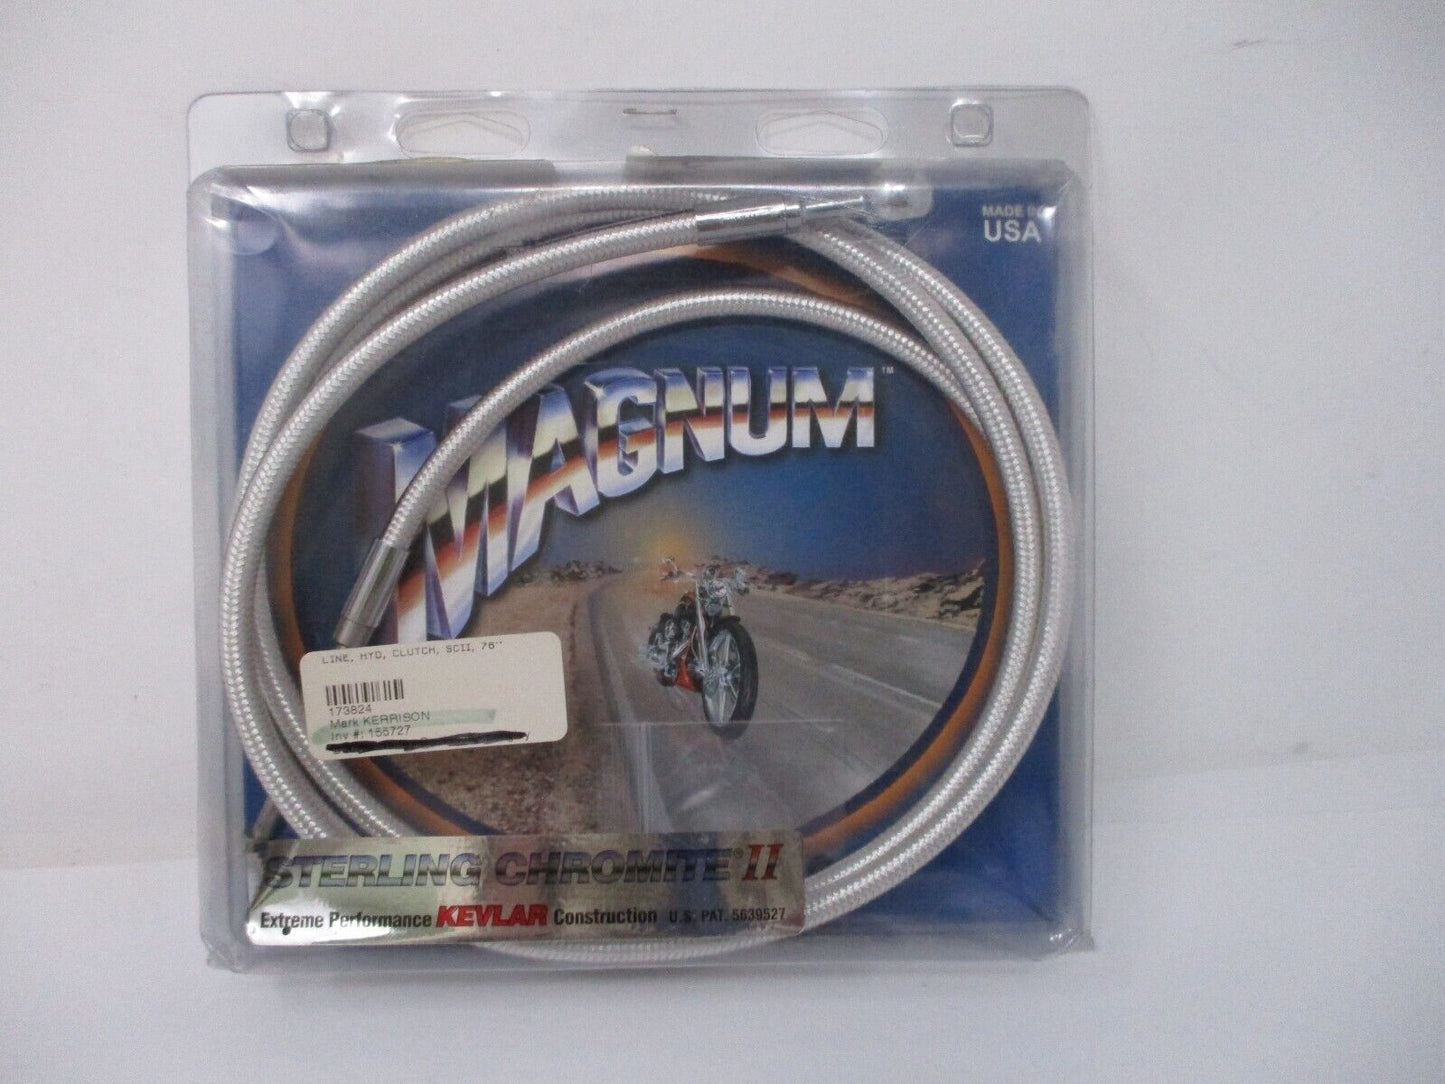 MADE IN
USA
MAGNUM™
LINE, HYD, CLUTCH, SCII, 76"
173824
Mark KERRISON
Inv #: 155727
STERLING CHROMITE® II
Extreme Performance KEVLAR Construction U.S. PAT. 5639527